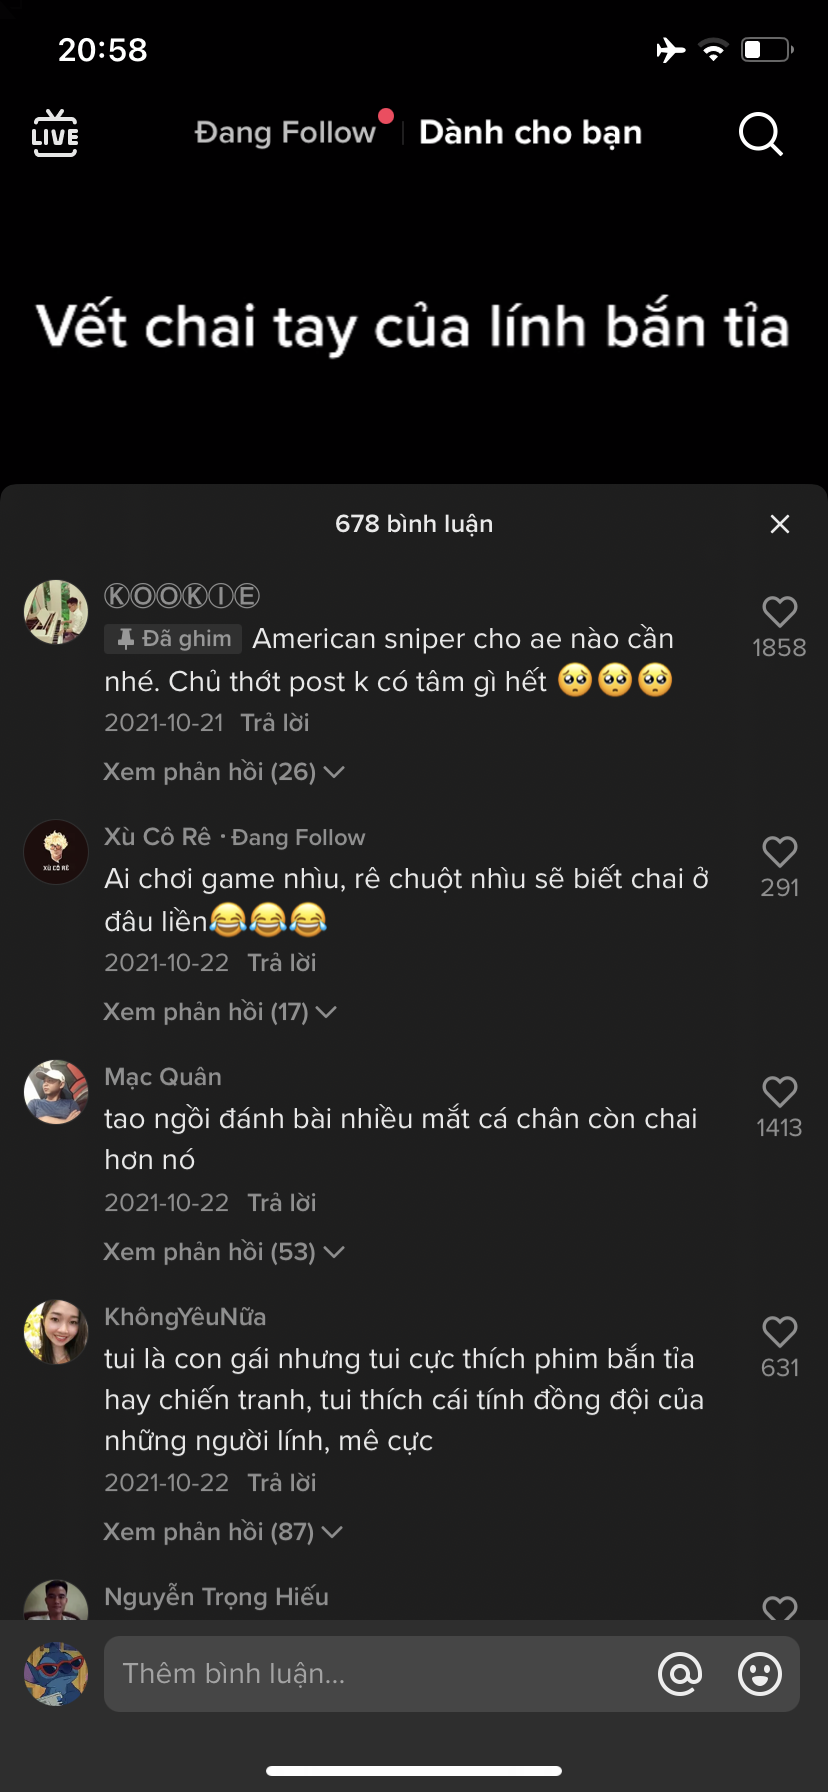 20:58
LIVE
Đang Follow
Dành cho bạn
Vết chai tay của lính bắn tỉa
678 bình luận
ⓀⓄⓄⓀⒾⒺ
Đã ghim American sniper cho ae nào cần
nhé. Chủ thớt post k có tâm gì hết 🥺🥺🥺
1858
2021-10-21 Trả lời
Xem phản hồi (26)
Xù Cô Rê · Đang Follow
XÙ CÔ RÊ
Ai chơi game nhìu, rê chuột nhìu sẽ biết chai ở
đâu liền😂😂😂
291
2021-10-22 Trả lời
Xem phản hồi (17)
Mạc Quân
tao ngồi đánh bài nhiều mắt cá chân còn chai
hơn nó
1413
2021-10-22 Trả lời
Xem phản hồi (53)
KhôngYêuNữa
tui là con gái nhưng tui cực thích phim bắn tỉa
hay chiến tranh, tui thích cái tính đồng đội của
những người lính, mê cực
631
2021-10-22 Trả lời
Xem phản hồi (87)
Nguyễn Trọng Hiếu
Thêm bình luận...